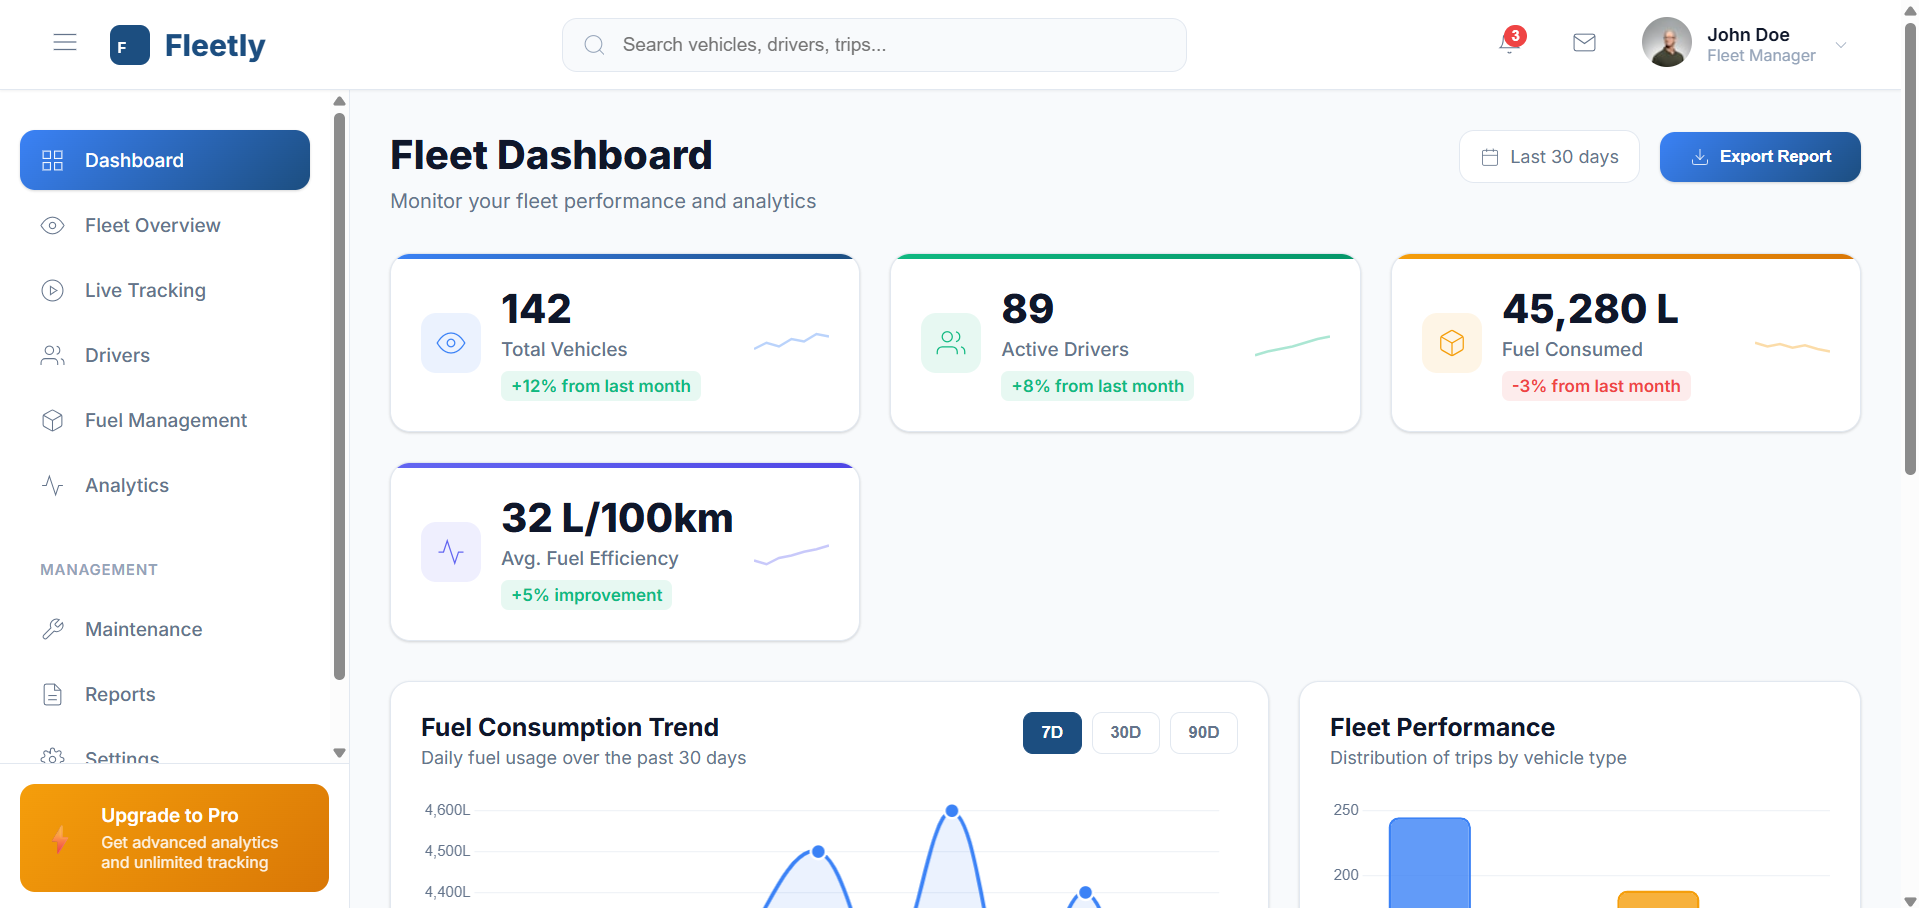 F
Fleetly
Search vehicles, drivers, trips...
3
John Doe
Fleet Manager
Dashboard
Fleet Overview
Live Tracking
Drivers
Fuel Management
Analytics
MANAGEMENT
Maintenance
Reports
Settings
Upgrade to Pro
Get advanced analytics
and unlimited tracking
Fleet Dashboard
Monitor your fleet performance and analytics
Last 30 days
Export Report
142
Total Vehicles
+12% from last month
89
Active Drivers
+8% from last month
45,280 L
Fuel Consumed
-3% from last month
32 L/100km
Avg. Fuel Efficiency
+5% improvement
Fuel Consumption Trend
Daily fuel usage over the past 30 days
7D
30D
90D
4,600L
4,500L
4,400L
Fleet Performance
Distribution of trips by vehicle type
250
200